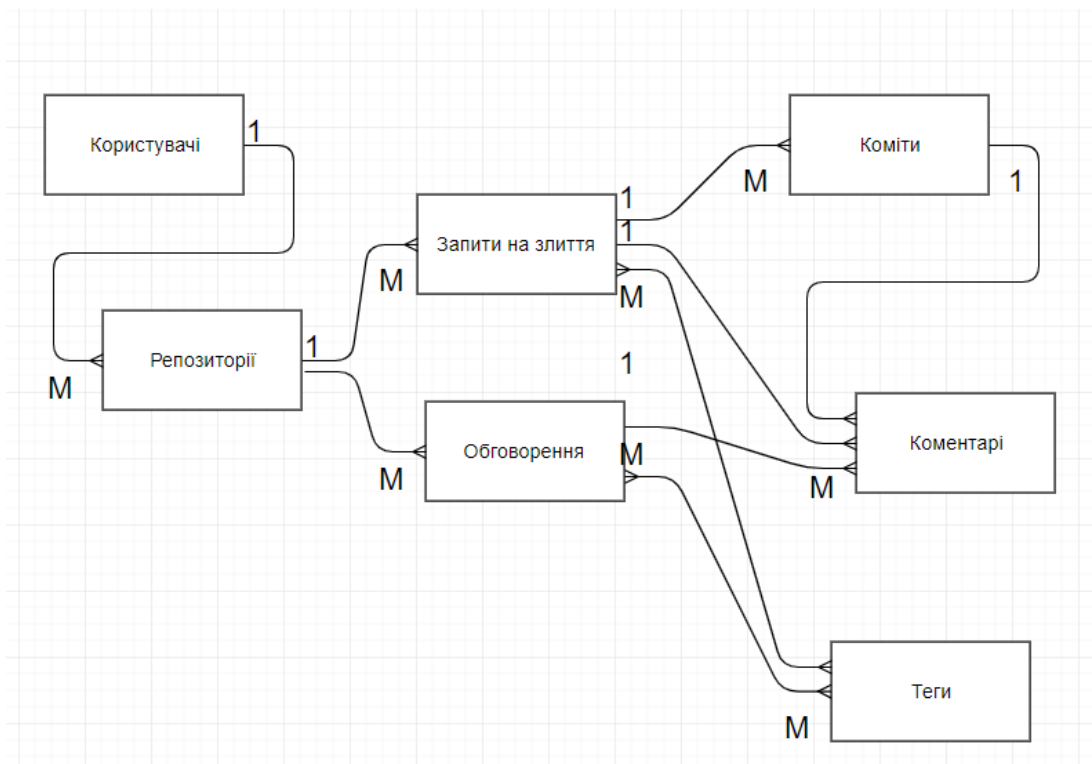 Користувачі
1
Коміти
M
1
1
Запити на злиття
1
M
M
1
Репозиторії
1
M
Обговорення
M
M
Коментарі
M
Теги
M